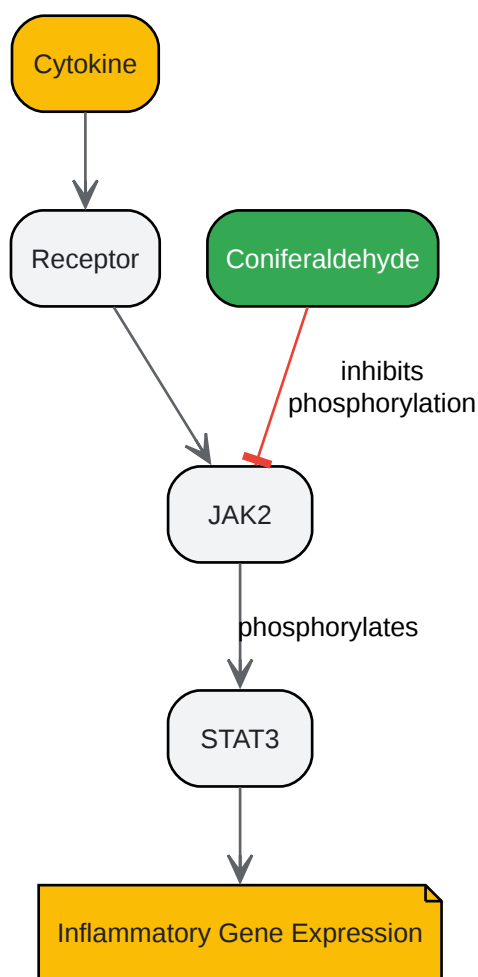 Cytokine
Receptor
Coniferaldehyde
inhibits
phosphorylation
JAK2
phosphorylates
STAT3
Inflammatory Gene Expression